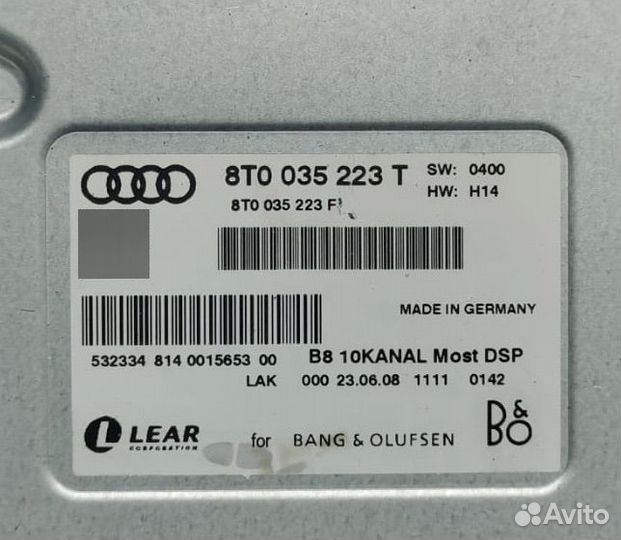 8T0 035 223 T SW: 0400
HW: H14
8T0 035 223 F
MADE IN GERMANY
532334 814 0015653 00
B8 10KANAL Most DSP
LAK 000 23.06.08 1111 0142
LEAR
CORPORATION
for BANG & OLUFSEN
B&O
Avito